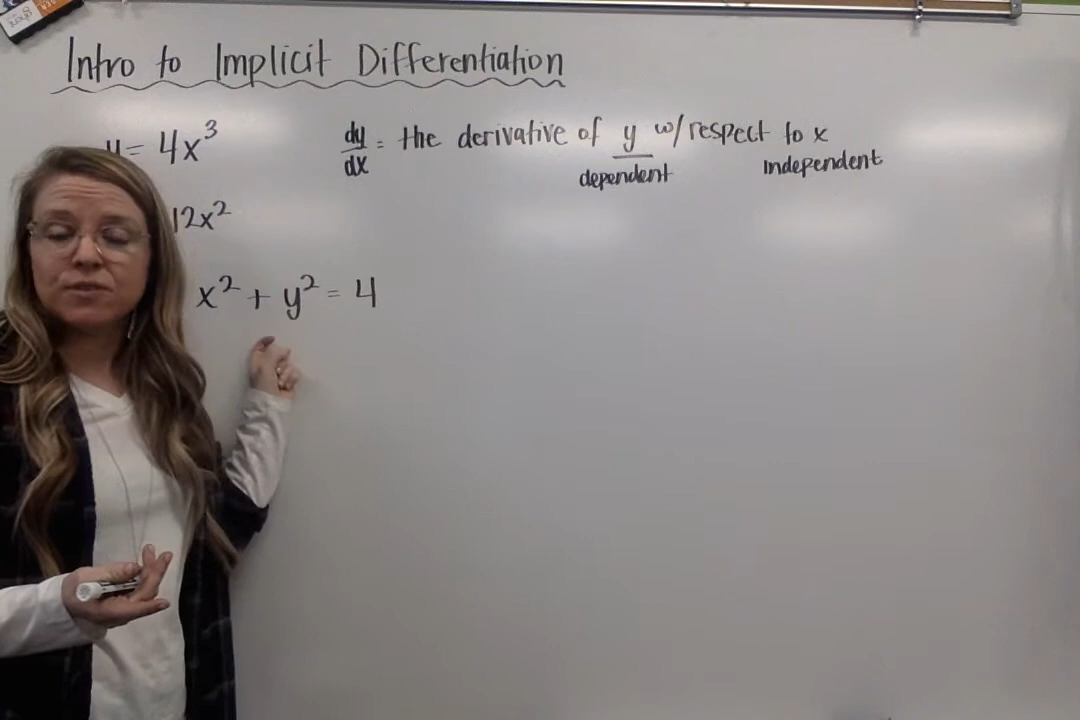 Intro to Implicit Differentiation
y = 4x³
dy/dx = the derivative of y w/respect to x
dependent
independent
12x²
x² + y² = 4